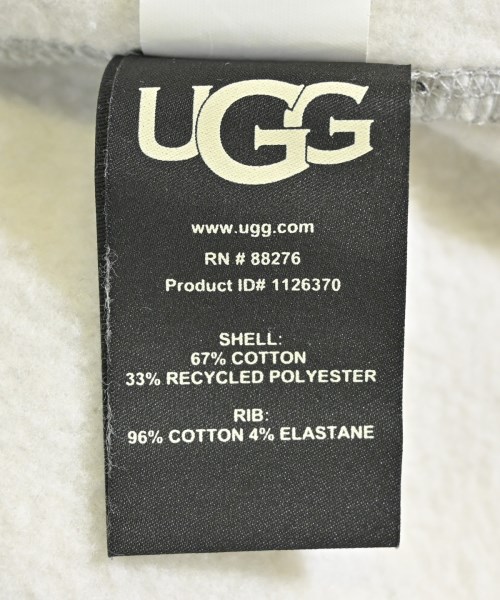 UGG
www.ugg.com
RN # 88276
Product ID# 1126370
SHELL:
67% COTTON
33% RECYCLED POLYESTER
RIB:
96% COTTON 4% ELASTANE